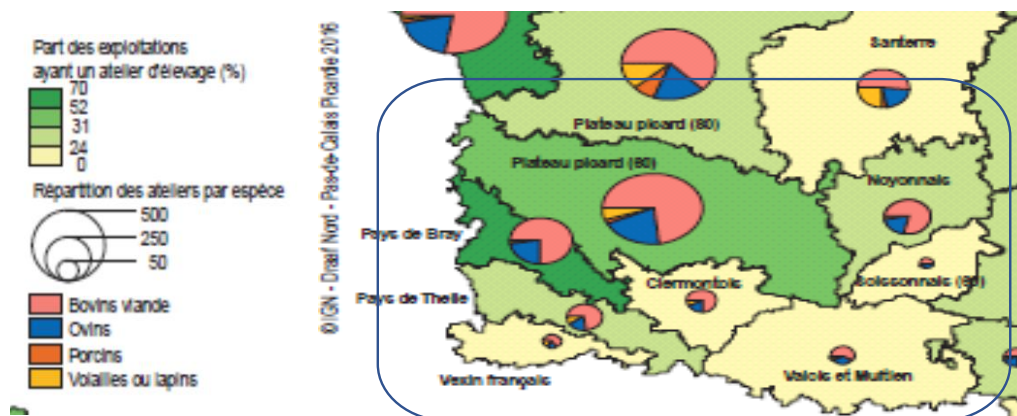 Part des exploitations
ayant un atelier d'élevage (%)
70
52
31
24
0
Répartition des ateliers par espèce
500
250
50
Bovins viande
Ovins
Porcins
Volailles ou lapins
© IGN - Draaf Nord - Pas-de-Calais Picardie 2016
Santerre
Plateau picard (80)
Plateau picard (60)
Noyonnais
Pays de Bray
Soissonnais (60)
Clermontois
Pays de Thelle
Vexin français
Valois et Multien